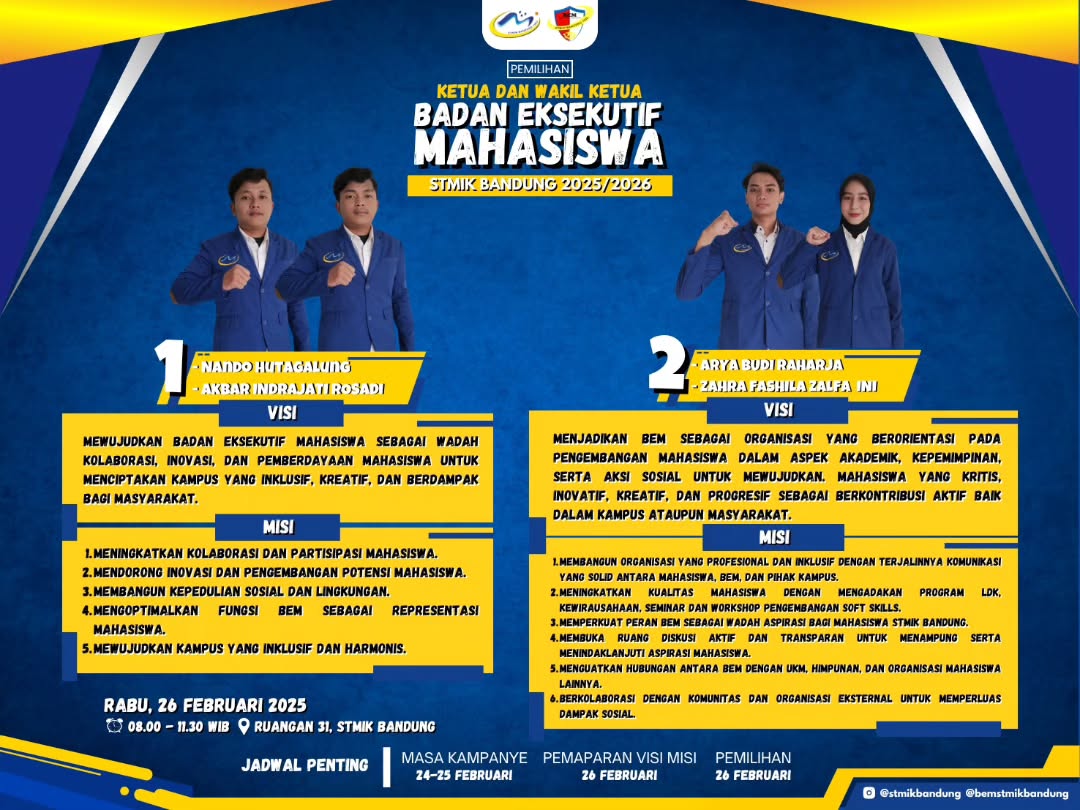 PEMILIHAN
KETUA DAN WAKIL KETUA
BADAN EKSEKUTIF
MAHASISWA
STMIK BANDUNG 2025/2026
1
- NANDO HUTAGALUNG
- AKBAR INDRAJATI ROSADI
VISI
MEWUJUDKAN BADAN EKSEKUTIF MAHASISWA SEBAGAI WADAH
KOLABORASI, INOVASI, DAN PEMBERDAYAAN MAHASISWA UNTUK
MENCIPTAKAN KAMPUS YANG INKLUSIF, KREATIF, DAN BERDAMPAK
BAGI MASYARAKAT.
MISI
1. MENINGKATKAN KOLABORASI DAN PARTISIPASI MAHASISWA.
2. MENDORONG INOVASI DAN PENGEMBANGAN POTENSI MAHASISWA.
3. MEMBANGUN KEPEDULIAN SOSIAL DAN LINGKUNGAN.
4. MENGOPTIMALKAN FUNGSI BEM SEBAGAI REPRESENTASI
MAHASISWA.
5. MEWUJUDKAN KAMPUS YANG INKLUSIF DAN HARMONIS.
2
- ARYA BUDI RAHARJA
- ZAHRA FASHILA ZALFA INI
VISI
MENJADIKAN BEM SEBAGAI ORGANISASI YANG BERORIENTASI PADA
PENGEMBANGAN MAHASISWA DALAM ASPEK AKADEMIK, KEPEMIMPINAN,
SERTA AKSI SOSIAL UNTUK MEWUJUDKAN. MAHASISWA YANG KRITIS,
INOVATIF, KREATIF, DAN PROGRESIF SEBAGAI BERKONTRIBUSI AKTIF BAIK
DALAM KAMPUS ATAUPUN MASYARAKAT.
MISI
1. MEMBANGUN ORGANISASI YANG PROFESIONAL DAN INKLUSIF DENGAN TERJALINNYA KOMUNIKASI
YANG SOLID ANTARA MAHASISWA, BEM, DAN PIHAK KAMPUS.
2. MENINGKATKAN KUALITAS MAHASISWA DENGAN MENGADAKAN PROGRAM LDK,
KEWIRAUSAHAAN, SEMINAR DAN WORKSHOP PENGEMBANGAN SOFT SKILLS.
3. MEMPERKUAT PERAN BEM SEBAGAI WADAH ASPIRASI BAGI MAHASISWA STMIK BANDUNG.
4. MEMBUKA RUANG DISKUSI AKTIF DAN TRANSPARAN UNTUK MENAMPUNG SERTA
MENINDAKLANJUTI ASPIRASI MAHASISWA.
5. MENGUATKAN HUBUNGAN ANTARA BEM DENGAN UKM, HIMPUNAN, DAN ORGANISASI MAHASISWA
LAINNYA.
6. BERKOLABORASI DENGAN KOMUNITAS DAN ORGANISASI EKSTERNAL UNTUK MEMPERLUAS
DAMPAK SOSIAL.
RABU, 26 FEBRUARI 2025
08.00 – 11.30 WIB RUANGAN 31, STMIK BANDUNG
JADWAL PENTING
MASA KAMPANYE
24–25 FEBRUARI
PEMAPARAN VISI MISI
26 FEBRUARI
PEMILIHAN
26 FEBRUARI
@stmikbandung @bemstmikbandung